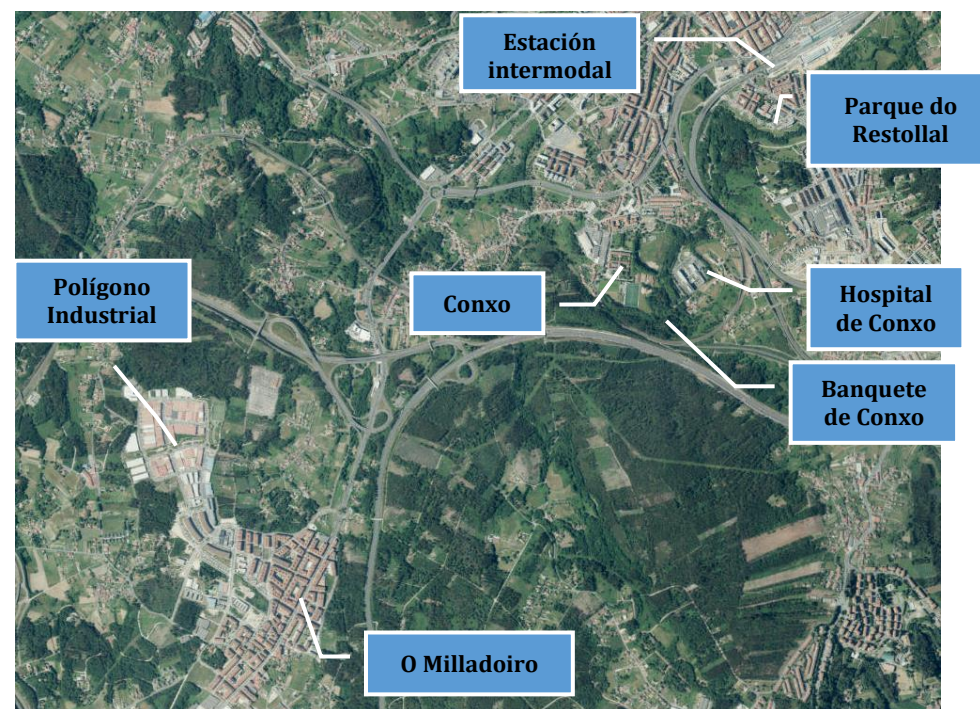 Estación
intermodal
Parque do
Restollal
Polígono
Industrial
Conxo
Hospital
de Conxo
Banquete
de Conxo
O Milladoiro